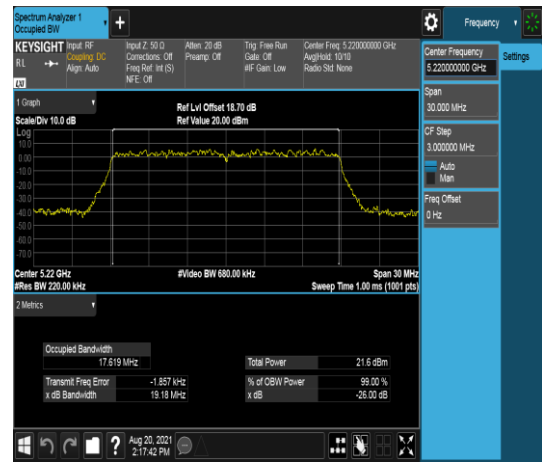 Spectrum Analyzer 1
Occupied BW
+
Frequency
KEYSIGHT
RL
LXI
Input: RF
Coupling: DC
Align: Auto
Input Z: 50 Ω
Corrections: Off
Freq Ref: Int (S)
NFE: Off
Atten: 20 dB
Preamp: Off
Trig: Free Run
Gate: Off
#IF Gain: Low
Center Freq: 5.220000000 GHz
Avg|Hold: 10/10
Radio Std: None
Center Frequency
5.220000000 GHz
Settings
Span
30.000 MHz
CF Step
3.000000 MHz
Auto
Man
Freq Offset
0 Hz
1 Graph
Scale/Div 10.0 dB
Ref Lvl Offset 18.70 dB
Ref Value 20.00 dBm
Log
10.0
0.00
-10.0
-20.0
-30.0
-40.0
-50.0
-60.0
-70.0
Center 5.22 GHz
#Res BW 220.00 kHz
#Video BW 680.00 kHz
Span 30 MHz
Sweep Time 1.00 ms (1001 pts)
2 Metrics
Occupied Bandwidth
17.619 MHz
Total Power 21.6 dBm
Transmit Freq Error -1.857 kHz
% of OBW Power 99.00 %
x dB Bandwidth 19.18 MHz
x dB -26.00 dB
?
Aug 20, 2021
2:17:42 PM